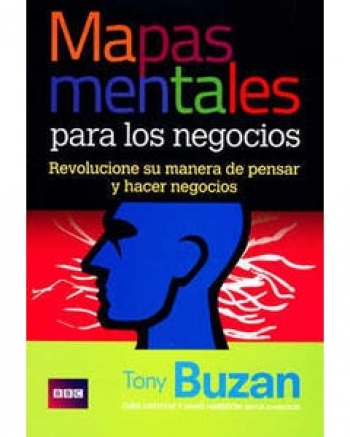 Mapas
mentales
para los negocios
Revolucione su manera de pensar
y hacer negocios
Tony Buzan
BBC